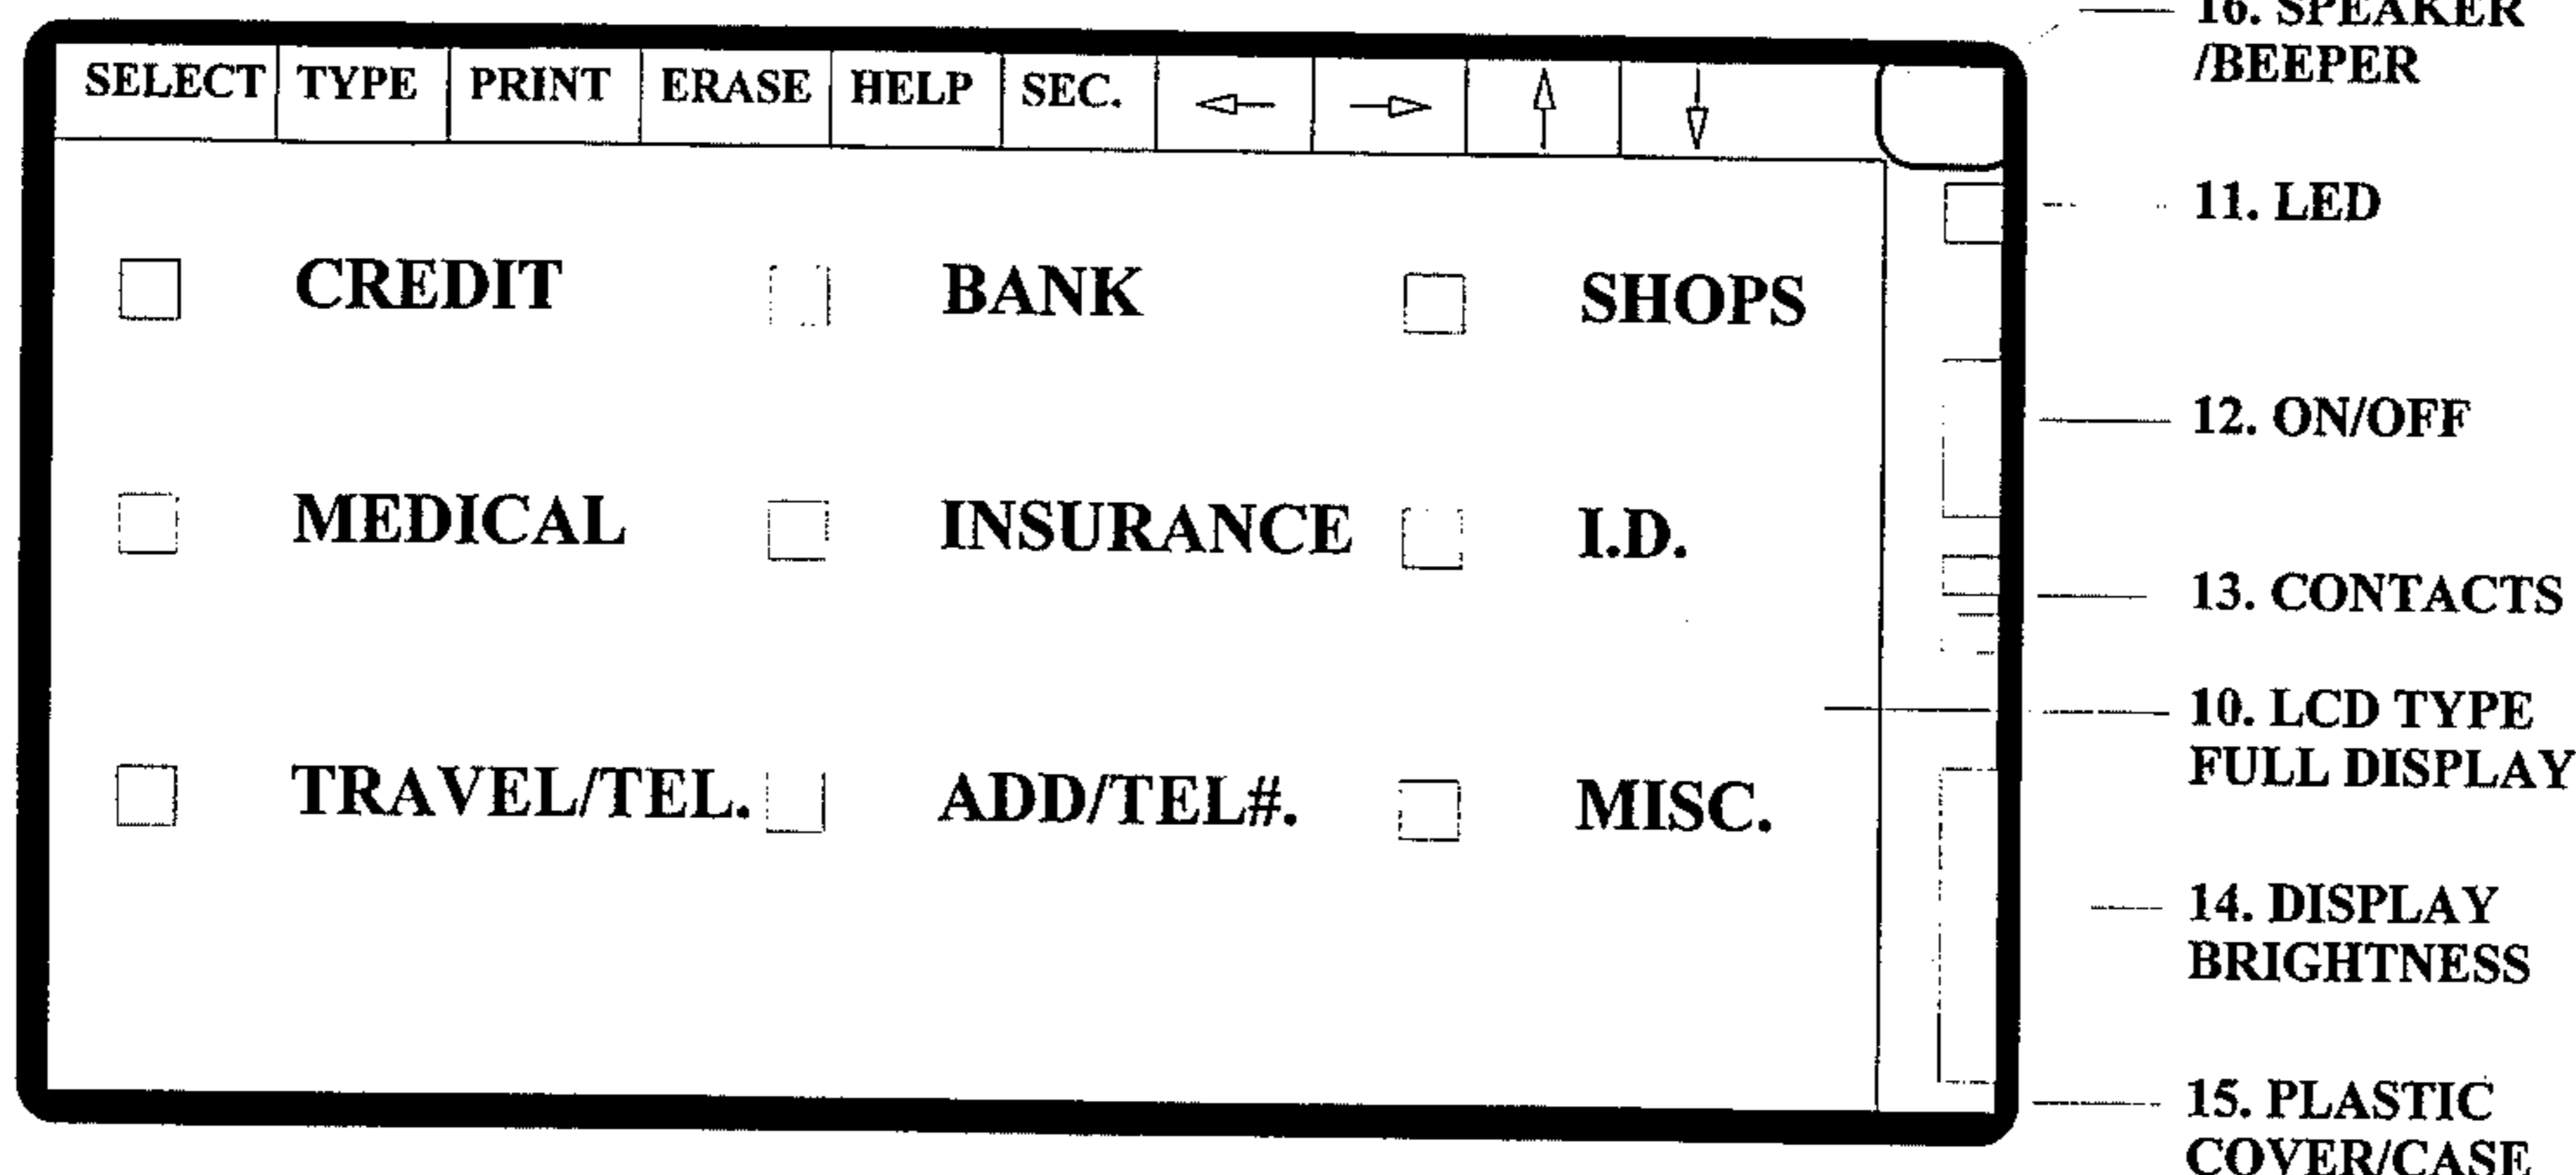 16. SPEAKER
/BEEPER
SELECT TYPE PRINT ERASE HELP SEC.
11. LED
CREDIT BANK SHOPS
12. ON/OFF
MEDICAL INSURANCE I.D.
13. CONTACTS
10. LCD TYPE
FULL DISPLAY
TRAVEL/TEL. ADD/TEL#. MISC.
14. DISPLAY
BRIGHTNESS
15. PLASTIC
COVER/CASE